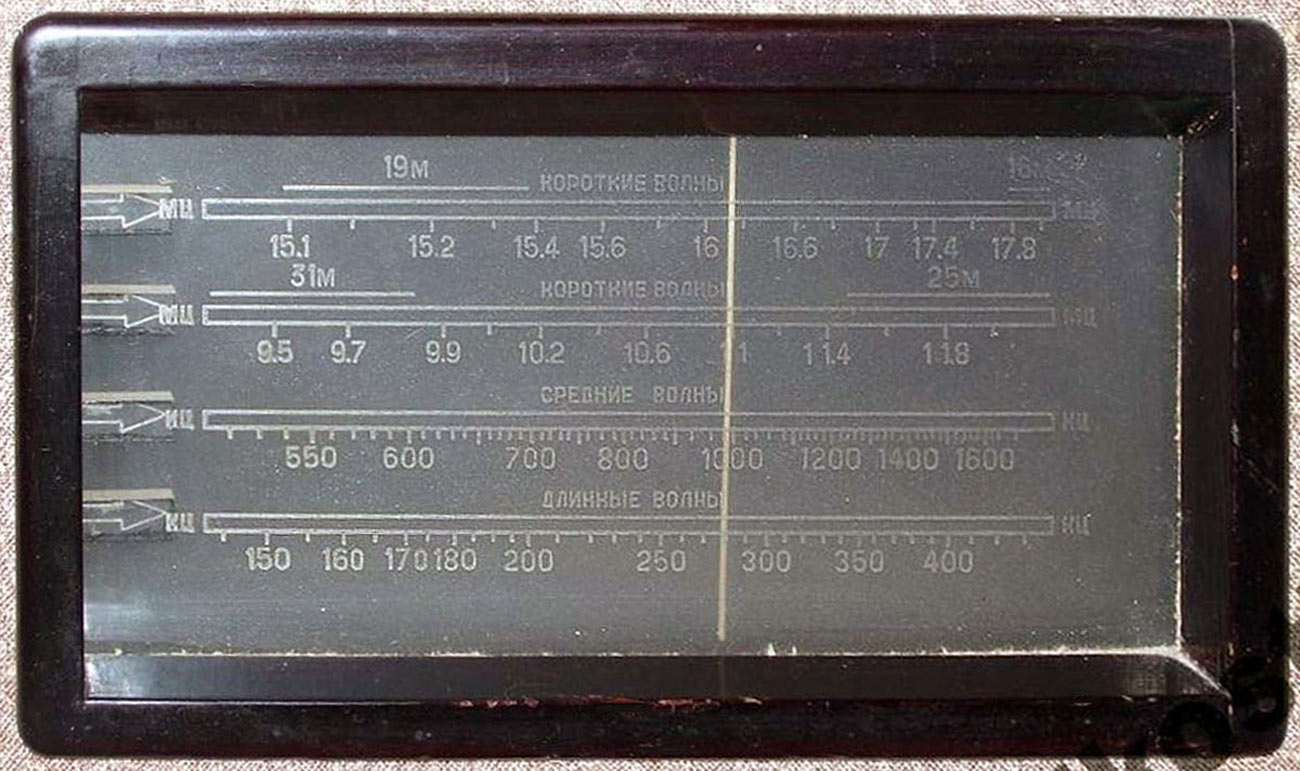 19м КОРОТКИЕ ВОЛНЫ 16м
МЦ МЦ
15.1 15.2 15.4 15.6 16 16.6 17 17.4 17.8
31м КОРОТКИЕ ВОЛНЫ 25м
МЦ МЦ
9.5 9.7 9.9 10.2 10.6 11 11.4 11.8
СРЕДНИЕ ВОЛНЫ
КЦ КЦ
550 600 700 800 1000 1200 1400 1600
ДЛИННЫЕ ВОЛНЫ
КЦ КЦ
150 160 170 180 200 250 300 350 400